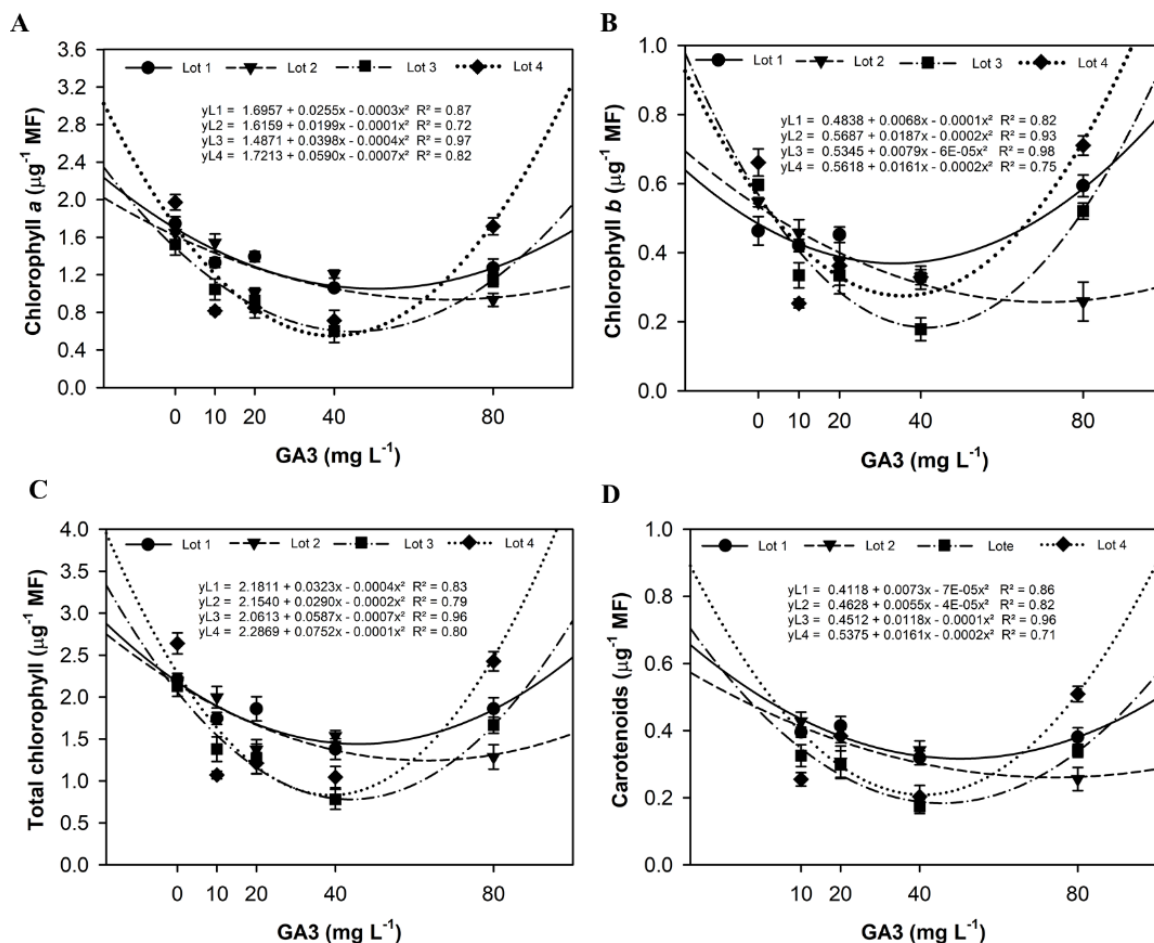 A
Chlorophyll a (µg⁻¹ MF)
3.6
3.0
2.4
1.8
1.2
0.6
0.0
Lot 1 Lot 2 Lot 3 Lot 4
yL1 = 1.6957 + 0.0255x - 0.0003x² R² = 0.87
yL2 = 1.6159 + 0.0199x - 0.0001x² R² = 0.72
yL3 = 1.4871 + 0.0398x - 0.0004x² R² = 0.97
yL4 = 1.7213 + 0.0590x - 0.0007x² R² = 0.82
0 10 20 40 80
GA3 (mg L⁻¹)
B
Chlorophyll b (µg⁻¹ MF)
1.0
0.8
0.6
0.4
0.2
0.0
Lot 1 Lot 2 Lot 3 Lot 4
yL1 = 0.4838 + 0.0068x - 0.0001x² R² = 0.82
yL2 = 0.5687 + 0.0187x - 0.0002x² R² = 0.93
yL3 = 0.5345 + 0.0079x - 6E-05x² R² = 0.98
yL4 = 0.5618 + 0.0161x - 0.0002x² R² = 0.75
0 10 20 40 80
GA3 (mg L⁻¹)
C
Total chlorophyll (µg⁻¹ MF)
4.0
3.5
3.0
2.5
2.0
1.5
1.0
0.5
0.0
Lot 1 Lot 2 Lot 3 Lot 4
yL1 = 2.1811 + 0.0323x - 0.0004x² R² = 0.83
yL2 = 2.1540 + 0.0290x - 0.0002x² R² = 0.79
yL3 = 2.0613 + 0.0587x - 0.0007x² R² = 0.96
yL4 = 2.2869 + 0.0752x - 0.0001x² R² = 0.80
0 10 20 40 80
GA3 (mg L⁻¹)
D
Carotenoids (µg⁻¹ MF)
1.0
0.8
0.6
0.4
0.2
0.0
Lot 1 Lot 2 Lote Lot 4
yL1 = 0.4118 + 0.0073x - 7E-05x² R² = 0.86
yL2 = 0.4628 + 0.0055x - 4E-05x² R² = 0.82
yL3 = 0.4512 + 0.0118x - 0.0001x² R² = 0.96
yL4 = 0.5375 + 0.0161x - 0.0002x² R² = 0.71
10 20 40 80
GA3 (mg L⁻¹)